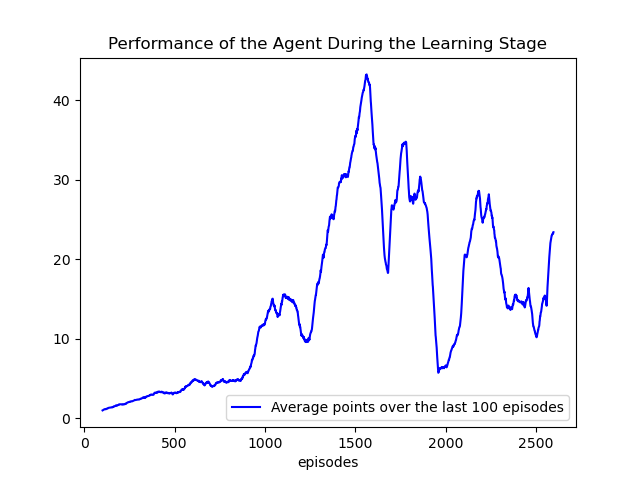 Performance of the Agent During the Learning Stage
40
30
20
10
0
Average points over the last 100 episodes
0 500 1000 1500 2000 2500
episodes